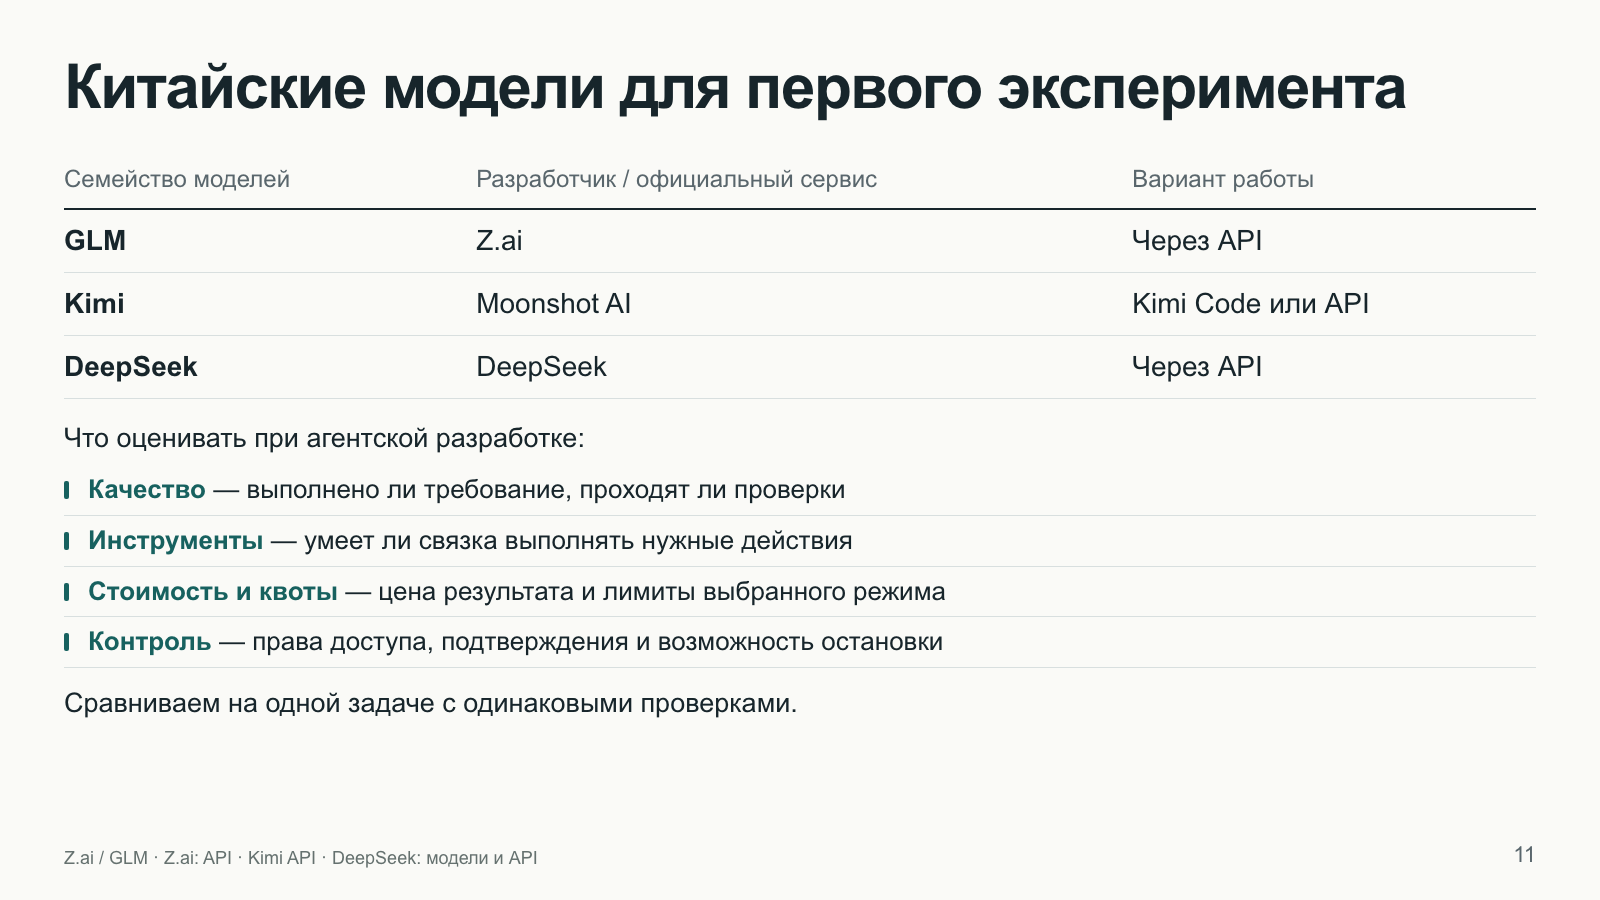 Китайские модели для первого эксперимента
Семейство моделей Разработчик / официальный сервис Вариант работы
GLM Z.ai Через API
Kimi Moonshot AI Kimi Code или API
DeepSeek DeepSeek Через API
Что оценивать при агентской разработке:
Качество — выполнено ли требование, проходят ли проверки
Инструменты — умеет ли связка выполнять нужные действия
Стоимость и квоты — цена результата и лимиты выбранного режима
Контроль — права доступа, подтверждения и возможность остановки
Сравниваем на одной задаче с одинаковыми проверками.
Z.ai / GLM · Z.ai: API · Kimi API · DeepSeek: модели и API
11